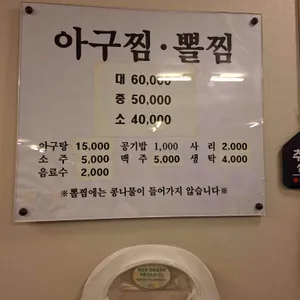 아구찜·뽈찜
대 60,000
중 50,000
소 40,000
아구탕 15,000 공기밥 1,000 사 리 2,000
소 주 5,000 맥 주 5,000 생 탁 4,000
음료수 2,000
※뽈찜에는 콩나물이 들어가지 않습니다※